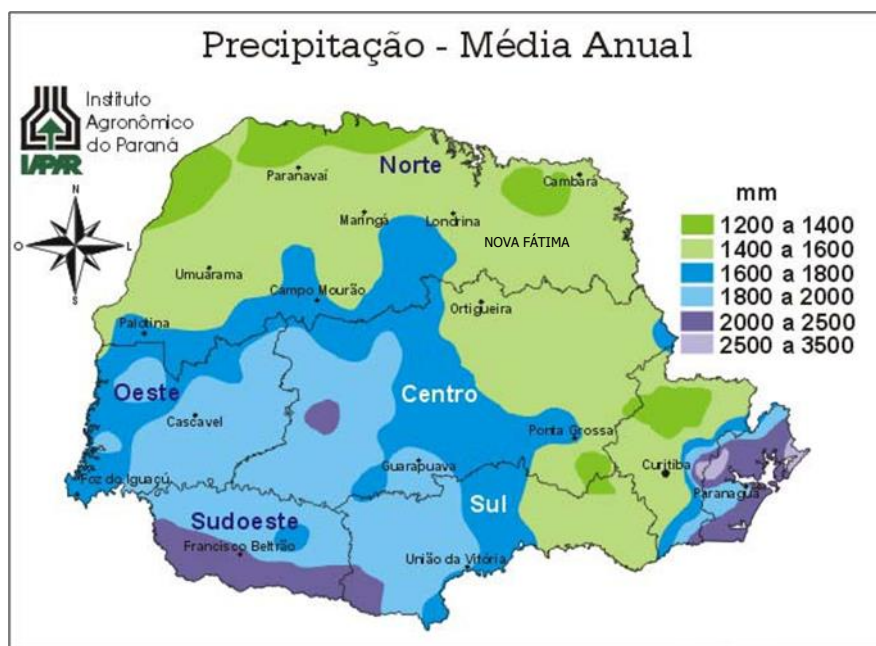 Precipitação - Média Anual
Instituto
Agronômico
do Paraná
IAPAR
N
O
L
S
Paranavaí
Norte
Cambará
Maringá
Londrina
NOVA FÁTIMA
Umuarama
Campo Mourão
Ortigueira
Palotina
Oeste
Centro
Cascavel
Ponta Grossa
Guarapuava
Curitiba
Foz do Iguaçú
Paranaguá
Sul
Sudoeste
Francisco Beltrão
União da Vitória
mm
1200 a 1400
1400 a 1600
1600 a 1800
1800 a 2000
2000 a 2500
2500 a 3500